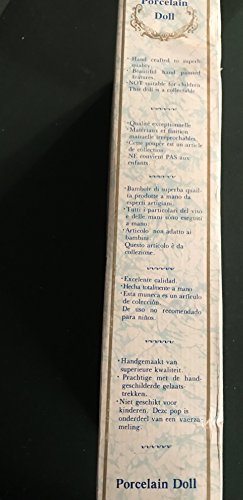 Porcelain
Doll
· Hand crafted to superb
quality.
· Beautiful hand painted
features.
· NOT suitable for children
This doll is a collectable
· Qualité exceptionnelle
· Matériaux et finition
manuelle irréprochables.
· Cette poupée est un article
de collection.
NE convient PAS aux
enfants.
· Bambole di superba quali-
ta prodotte a mano da
esperti artigiani.
· Tutti i particolari del viso
e delle mani sono eseguiti
a mano.
· Articolo non adatto ai
bambini.
Questo articolo è da
collezione.
· Excelente calidad.
· Hecha totalmente a mano
· Esta muneca es un artículo
de colección.
De uso no recomendado
para niños.
· Handgemaakt van
superieure kwaliteit.
· Prachtige met de hand-
geschilderde gelaats-
trekken.
· Niet geschikt voor
kinderen. Deze pop is
onderdeel van een verza-
meling.
Porcelain Doll